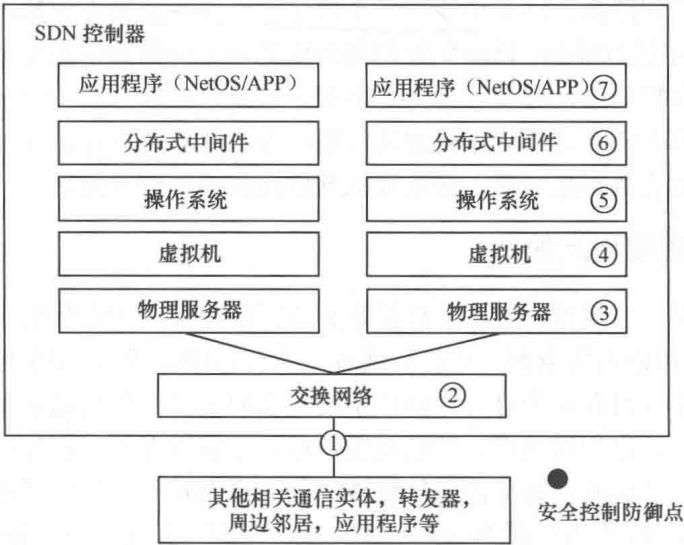 SDN 控制器
应用程序（NetOS/APP） 应用程序（NetOS/APP）⑦
分布式中间件 分布式中间件 ⑥
操作系统 操作系统 ⑤
虚拟机 虚拟机 ④
物理服务器 物理服务器 ③
交换网络 ②
①
其他相关通信实体，转发器，
周边邻居，应用程序等
安全控制防御点